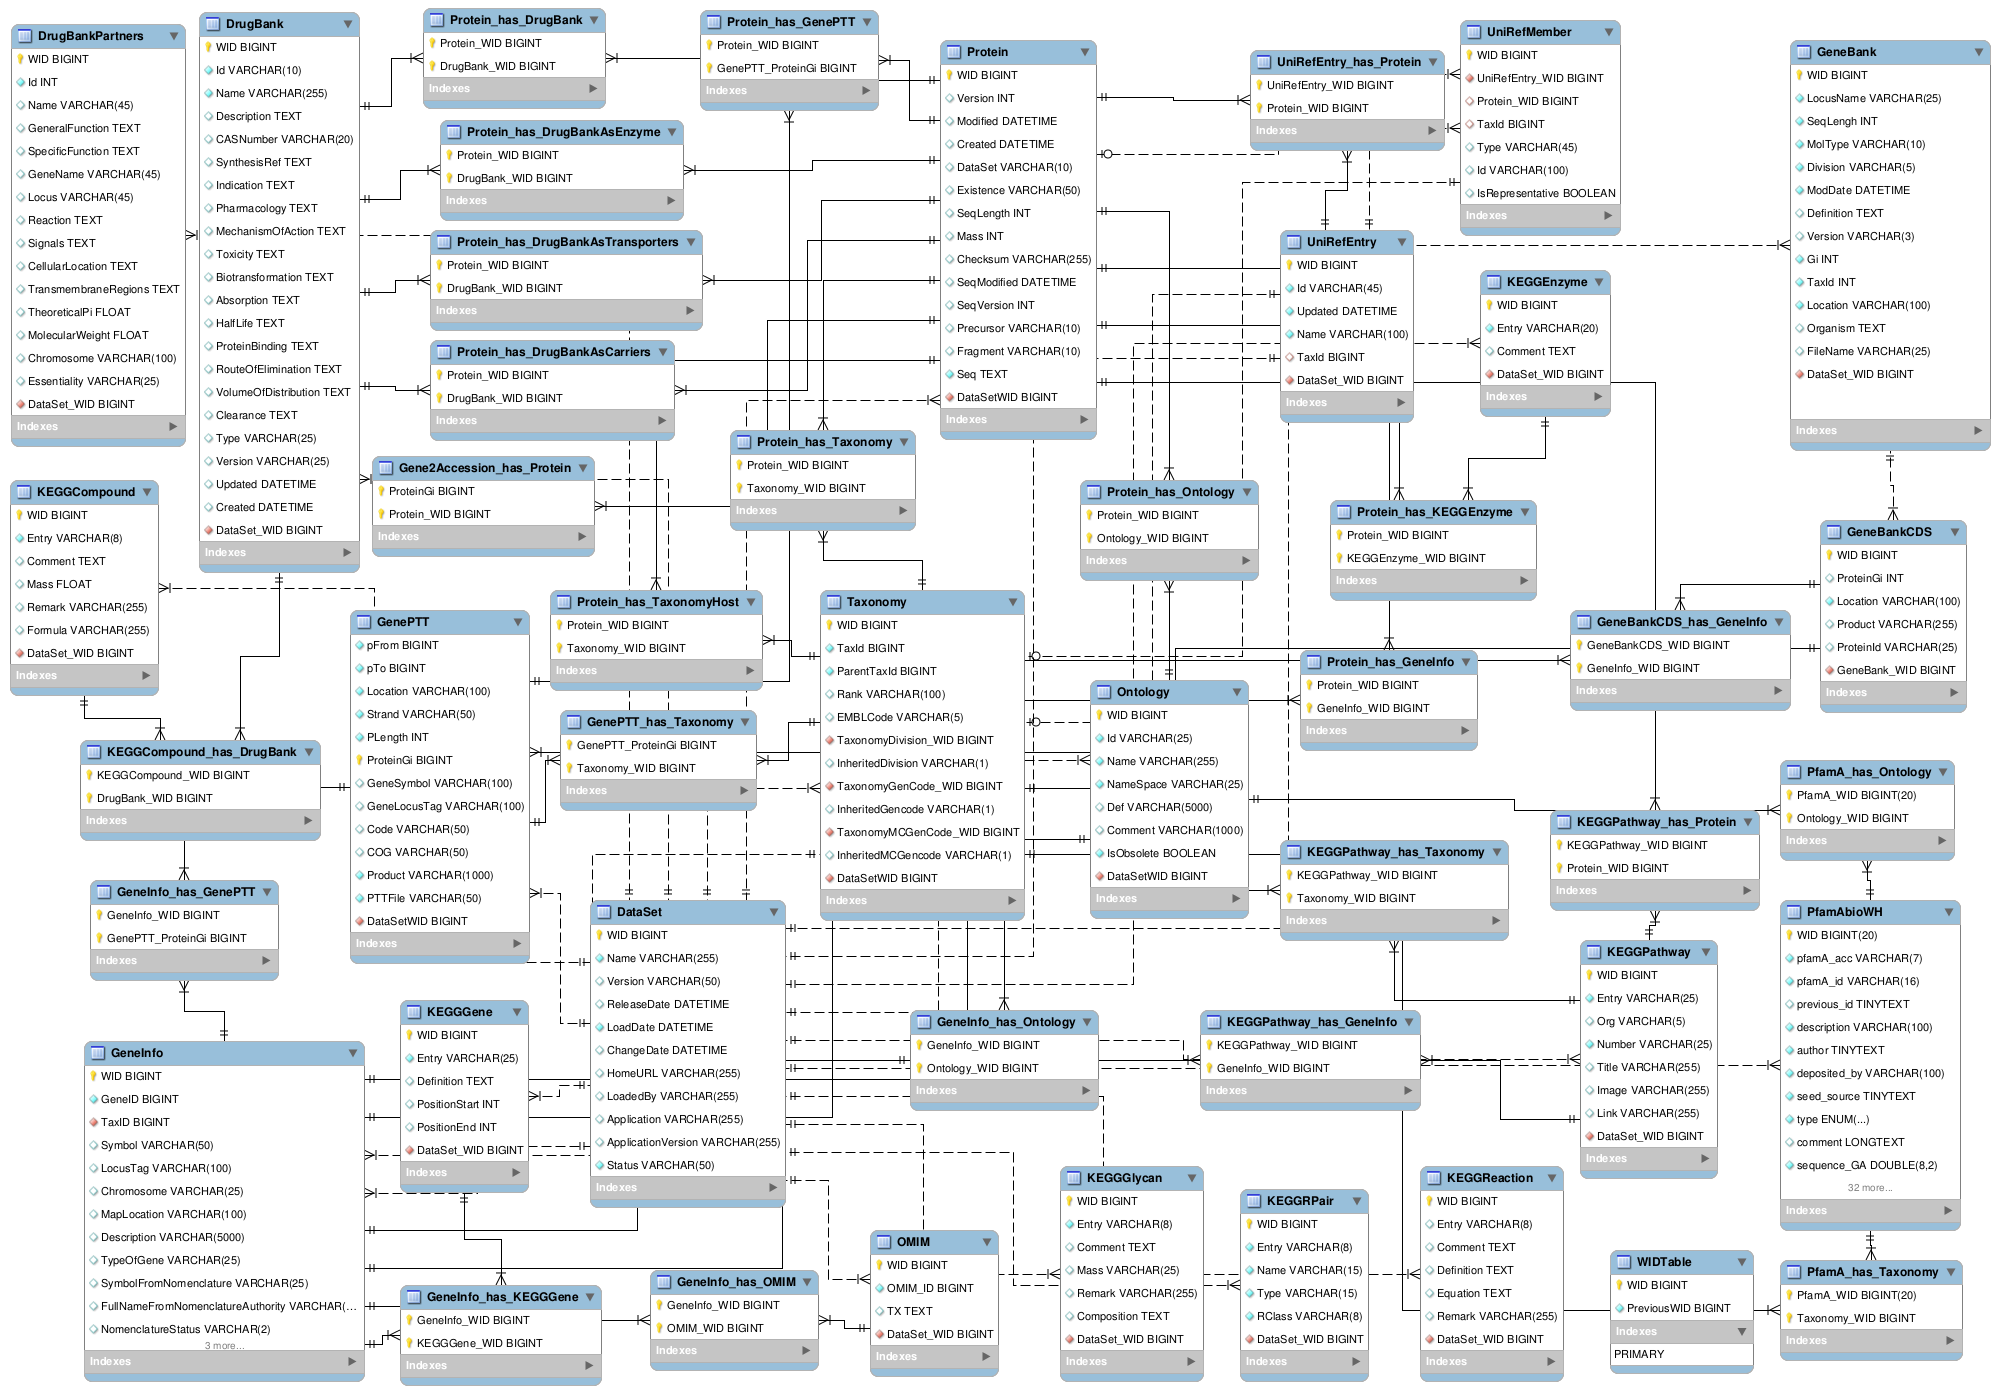 DrugBankPartners
WID BIGINT
Id INT
Name VARCHAR(45)
GeneralFunction TEXT
SpecificFunction TEXT
GeneName VARCHAR(45)
Locus VARCHAR(45)
Reaction TEXT
Signals TEXT
CellularLocation TEXT
TransmembraneRegions TEXT
TheoreticalPi FLOAT
MolecularWeight FLOAT
Chromosome VARCHAR(100)
Essentiality VARCHAR(25)
DataSet_WID BIGINT
Indexes
DrugBank
WID BIGINT
Id VARCHAR(10)
Name VARCHAR(255)
Description TEXT
CASNumber VARCHAR(20)
SynthesisRef TEXT
Indication TEXT
Pharmacology TEXT
MechanismOfAction TEXT
Toxicity TEXT
Biotransformation TEXT
Absorption TEXT
HalfLife TEXT
ProteinBinding TEXT
RouteOfElimination TEXT
VolumeOfDistribution TEXT
Clearance TEXT
Type VARCHAR(25)
Version VARCHAR(25)
Updated DATETIME
Created DATETIME
DataSet_WID BIGINT
Indexes
Protein_has_DrugBank
Protein_WID BIGINT
DrugBank_WID BIGINT
Indexes
Protein_has_GenePTT
Protein_WID BIGINT
GenePTT_ProteinGi BIGINT
Indexes
Protein_has_DrugBankAsEnzyme
Protein_WID BIGINT
DrugBank_WID BIGINT
Indexes
Protein_has_DrugBankAsTransporters
Protein_WID BIGINT
DrugBank_WID BIGINT
Indexes
Protein_has_DrugBankAsCarriers
Protein_WID BIGINT
DrugBank_WID BIGINT
Indexes
Gene2Accession_has_Protein
ProteinGi BIGINT
Protein_WID BIGINT
Indexes
Protein_has_Taxonomy
Protein_WID BIGINT
Taxonomy_WID BIGINT
Indexes
Protein
WID BIGINT
Version INT
Modified DATETIME
Created DATETIME
DataSet VARCHAR(10)
Existence VARCHAR(50)
SeqLength INT
Mass INT
Checksum VARCHAR(255)
SeqModified DATETIME
SeqVersion INT
Precursor VARCHAR(10)
Fragment VARCHAR(10)
Seq TEXT
DataSetWID BIGINT
Indexes
UniRefEntry_has_Protein
UniRefEntry_WID BIGINT
Protein_WID BIGINT
Indexes
UniRefMember
WID BIGINT
UniRefEntry_WID BIGINT
Protein_WID BIGINT
TaxId BIGINT
Type VARCHAR(45)
Id VARCHAR(100)
IsRepresentative BOOLEAN
Indexes
UniRefEntry
WID BIGINT
Id VARCHAR(45)
Updated DATETIME
Name VARCHAR(100)
TaxId BIGINT
DataSet_WID BIGINT
Indexes
KEGGEnzyme
WID BIGINT
Entry VARCHAR(20)
Comment TEXT
DataSet_WID BIGINT
Indexes
GeneBank
WID BIGINT
LocusName VARCHAR(25)
SeqLengh INT
MolType VARCHAR(10)
Division VARCHAR(5)
ModDate DATETIME
Definition TEXT
Version VARCHAR(3)
Gi INT
TaxId INT
Location VARCHAR(100)
Organism TEXT
FileName VARCHAR(25)
DataSet_WID BIGINT
Indexes
KEGGCompound
WID BIGINT
Entry VARCHAR(8)
Comment TEXT
Mass FLOAT
Remark VARCHAR(255)
Formula VARCHAR(255)
DataSet_WID BIGINT
Indexes
Protein_has_Ontology
Protein_WID BIGINT
Ontology_WID BIGINT
Indexes
Protein_has_KEGGEnzyme
Protein_WID BIGINT
KEGGEnzyme_WID BIGINT
Indexes
GeneBankCDS
WID BIGINT
ProteinGi INT
Location VARCHAR(100)
Product VARCHAR(255)
ProteinId VARCHAR(25)
GeneBank_WID BIGINT
Indexes
GeneBankCDS_has_GeneInfo
GeneBankCDS_WID BIGINT
GeneInfo_WID BIGINT
Indexes
GenePTT
pFrom BIGINT
pTo BIGINT
Location VARCHAR(100)
Strand VARCHAR(50)
PLength INT
ProteinGi BIGINT
GeneSymbol VARCHAR(100)
GeneLocusTag VARCHAR(100)
Code VARCHAR(50)
COG VARCHAR(50)
Product VARCHAR(1000)
PTTFile VARCHAR(50)
DataSetWID BIGINT
Indexes
Protein_has_TaxonomyHost
Protein_WID BIGINT
Taxonomy_WID BIGINT
Indexes
GenePTT_has_Taxonomy
GenePTT_ProteinGi BIGINT
Taxonomy_WID BIGINT
Indexes
Taxonomy
WID BIGINT
TaxId BIGINT
ParentTaxId BIGINT
Rank VARCHAR(100)
EMBLCode VARCHAR(5)
TaxonomyDivision_WID BIGINT
InheritedDivision VARCHAR(1)
TaxonomyGenCode_WID BIGINT
InheritedGencode VARCHAR(1)
TaxonomyMCGenCode_WID BIGINT
InheritedMCGencode VARCHAR(1)
DataSetWID BIGINT
Indexes
Ontology
WID BIGINT
Id VARCHAR(25)
Name VARCHAR(255)
NameSpace VARCHAR(25)
Def VARCHAR(5000)
Comment VARCHAR(1000)
IsObsolete BOOLEAN
DataSetWID BIGINT
Indexes
Protein_has_GeneInfo
Protein_WID BIGINT
GeneInfo_WID BIGINT
Indexes
KEGGCompound_has_DrugBank
KEGGCompound_WID BIGINT
DrugBank_WID BIGINT
Indexes
PfamA_has_Ontology
PfamA_WID BIGINT(20)
Ontology_WID BIGINT
Indexes
KEGGPathway_has_Protein
KEGGPathway_WID BIGINT
Protein_WID BIGINT
Indexes
KEGGPathway_has_Taxonomy
KEGGPathway_WID BIGINT
Taxonomy_WID BIGINT
Indexes
GeneInfo_has_GenePTT
GeneInfo_WID BIGINT
GenePTT_ProteinGi BIGINT
Indexes
DataSet
WID BIGINT
Name VARCHAR(255)
Version VARCHAR(50)
ReleaseDate DATETIME
LoadDate DATETIME
ChangeDate DATETIME
HomeURL VARCHAR(255)
LoadedBy VARCHAR(255)
Application VARCHAR(255)
ApplicationVersion VARCHAR(255)
Status VARCHAR(50)
Indexes
PfamAbioWH
WID BIGINT(20)
pfamA_acc VARCHAR(7)
pfamA_id VARCHAR(16)
previous_id TINYTEXT
description VARCHAR(100)
author TINYTEXT
deposited_by VARCHAR(100)
seed_source TINYTEXT
type ENUM(...)
comment LONGTEXT
sequence_GA DOUBLE(8,2)
32 more...
Indexes
KEGGPathway
WID BIGINT
Entry VARCHAR(25)
Org VARCHAR(5)
Number VARCHAR(25)
Title VARCHAR(255)
Image VARCHAR(255)
Link VARCHAR(255)
DataSet_WID BIGINT
Indexes
KEGGGene
WID BIGINT
Entry VARCHAR(25)
Definition TEXT
PositionStart INT
PositionEnd INT
DataSet_WID BIGINT
Indexes
GeneInfo_has_Ontology
GeneInfo_WID BIGINT
Ontology_WID BIGINT
Indexes
KEGGPathway_has_GeneInfo
KEGGPathway_WID BIGINT
GeneInfo_WID BIGINT
Indexes
GeneInfo
WID BIGINT
GeneID BIGINT
TaxID BIGINT
Symbol VARCHAR(50)
LocusTag VARCHAR(100)
Chromosome VARCHAR(25)
MapLocation VARCHAR(100)
Description VARCHAR(5000)
TypeOfGene VARCHAR(25)
SymbolFromNomenclature VARCHAR(25)
FullNameFromNomenclatureAuthority VARCHAR(...
NomenclatureStatus VARCHAR(2)
3 more...
Indexes
GeneInfo_has_KEGGGene
GeneInfo_WID BIGINT
KEGGGene_WID BIGINT
Indexes
GeneInfo_has_OMIM
GeneInfo_WID BIGINT
OMIM_WID BIGINT
Indexes
OMIM
WID BIGINT
OMIM_ID BIGINT
TX TEXT
DataSet_WID BIGINT
Indexes
KEGGGlycan
WID BIGINT
Entry VARCHAR(8)
Comment TEXT
Mass VARCHAR(25)
Remark VARCHAR(255)
Composition TEXT
DataSet_WID BIGINT
Indexes
KEGGRPair
WID BIGINT
Entry VARCHAR(8)
Name VARCHAR(15)
Type VARCHAR(15)
RClass VARCHAR(8)
DataSet_WID BIGINT
Indexes
KEGGReaction
WID BIGINT
Entry VARCHAR(8)
Comment TEXT
Definition TEXT
Equation TEXT
Remark VARCHAR(255)
DataSet_WID BIGINT
Indexes
WIDTable
WID BIGINT
PreviousWID BIGINT
Indexes
PRIMARY
PfamA_has_Taxonomy
PfamA_WID BIGINT(20)
Taxonomy_WID BIGINT
Indexes